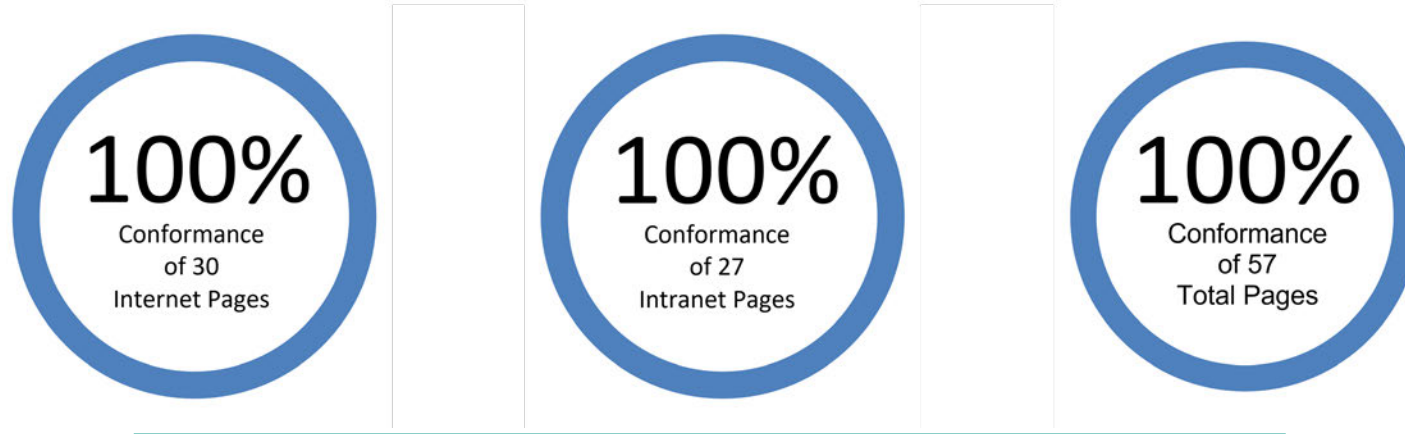 100%
Conformance
of 30
Internet Pages
100%
Conformance
of 27
Intranet Pages
100%
Conformance
of 57
Total Pages